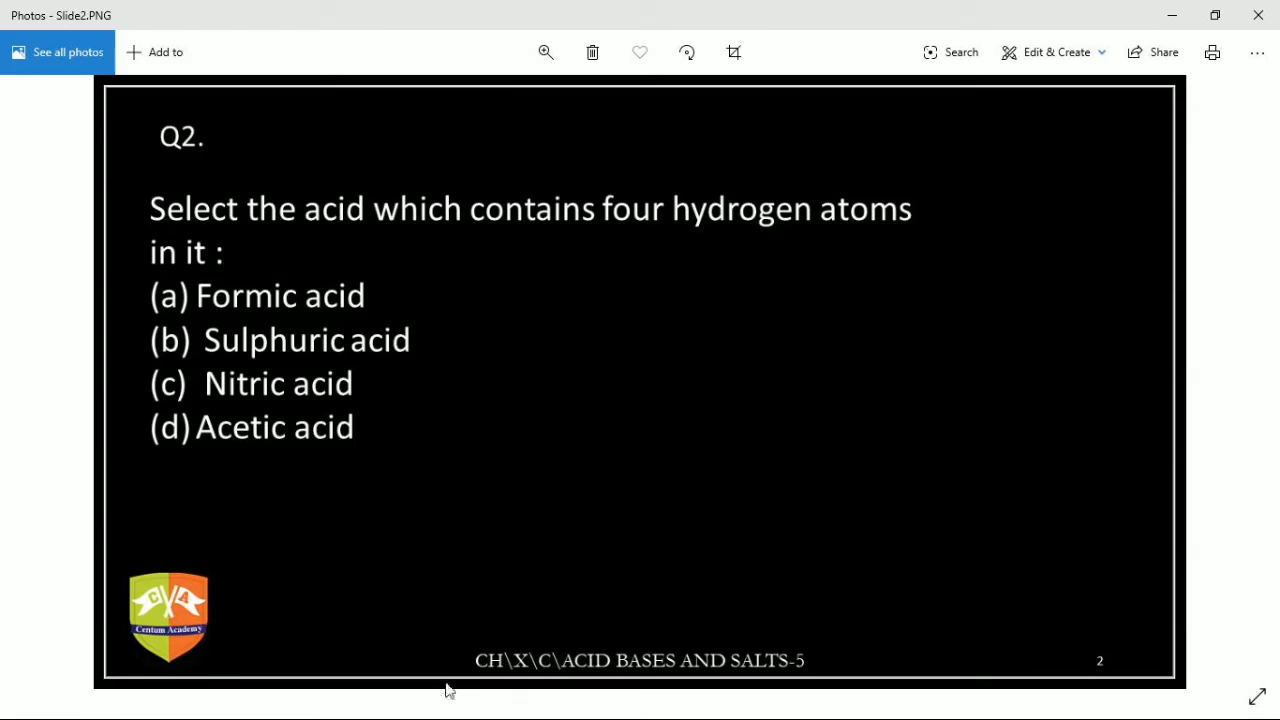 Photos - Slide2.PNG
See all photos
Add to
Search
Edit & Create
Share
Q2.
Select the acid which contains four hydrogen atoms
in it :
(a) Formic acid
(b) Sulphuric acid
(c) Nitric acid
(d) Acetic acid
C A
Centum Academy
CH\X\C\ACID BASES AND SALTS-5
2